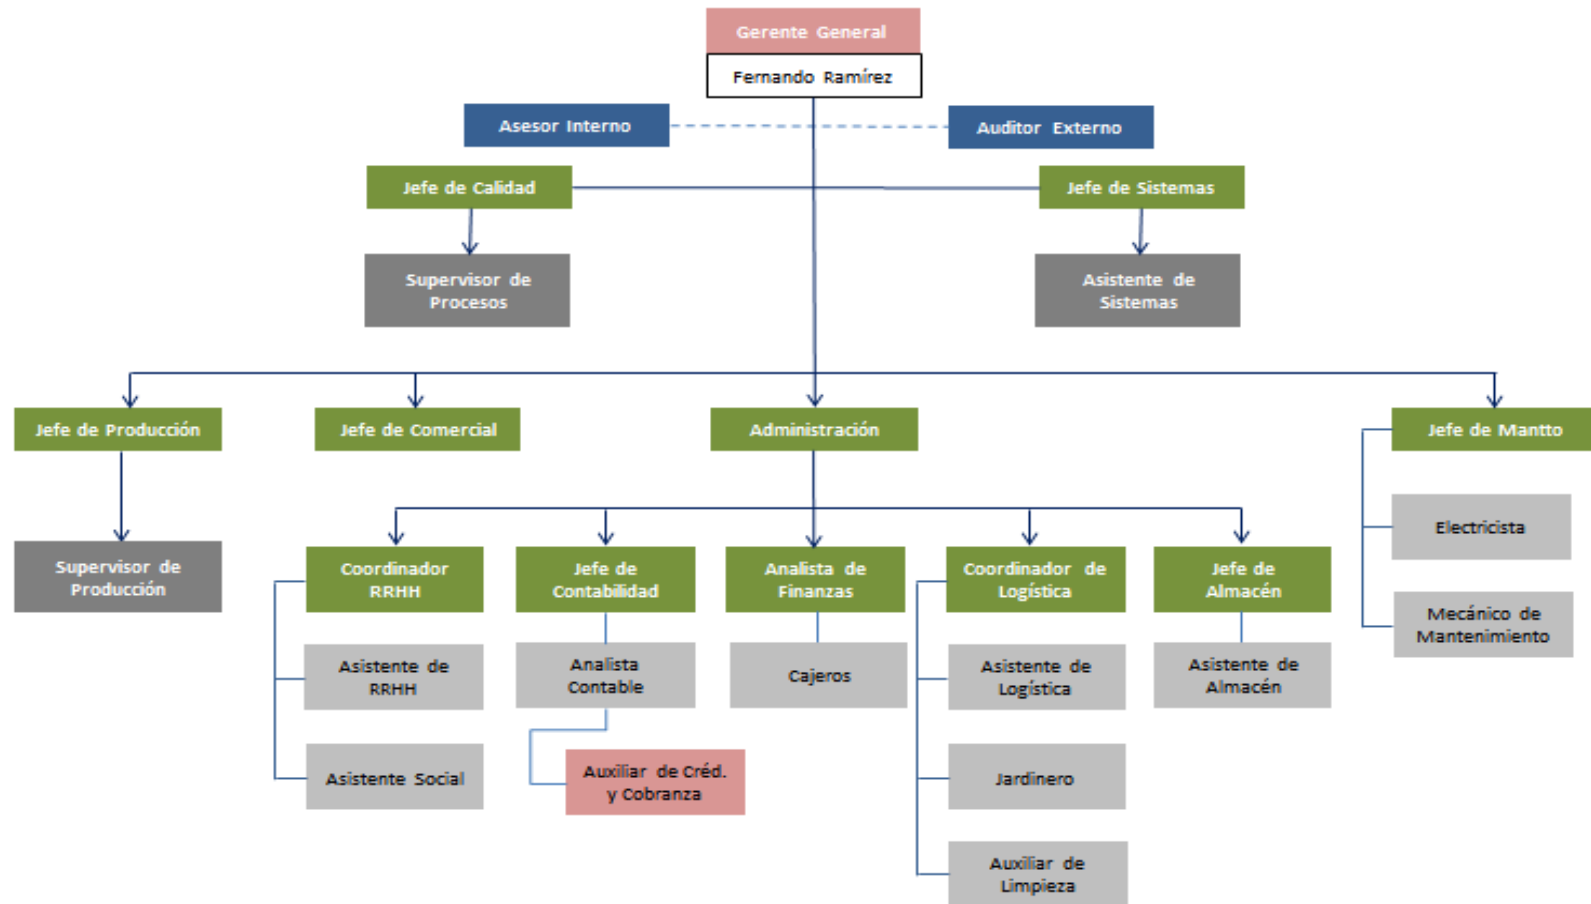 Gerente General
Fernando Ramírez
Asesor Interno
Auditor Externo
Jefe de Calidad
Jefe de Sistemas
Supervisor de
Procesos
Asistente de
Sistemas
Jefe de Producción
Jefe de Comercial
Administración
Jefe de Mantto
Supervisor de
Producción
Coordinador
RRHH
Jefe de
Contabilidad
Analista de
Finanzas
Coordinador de
Logística
Jefe de
Almacén
Electricista
Mecánico de
Mantenimiento
Asistente de
RRHH
Analista
Contable
Cajeros
Asistente de
Logística
Asistente de
Almacén
Asistente Social
Auxiliar de Créd.
y Cobranza
Jardinero
Auxiliar de
Limpieza